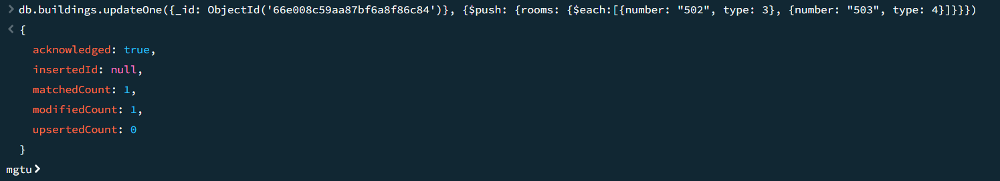 > db.buildings.updateOne({_id: ObjectId('66e008c59aa87bf6a8f86c84')}, {$push: {rooms: {$each:[{number: "502", type: 3}, {number: "503", type: 4}]}}})
< {
acknowledged: true,
insertedId: null,
matchedCount: 1,
modifiedCount: 1,
upsertedCount: 0
}
mgtu>